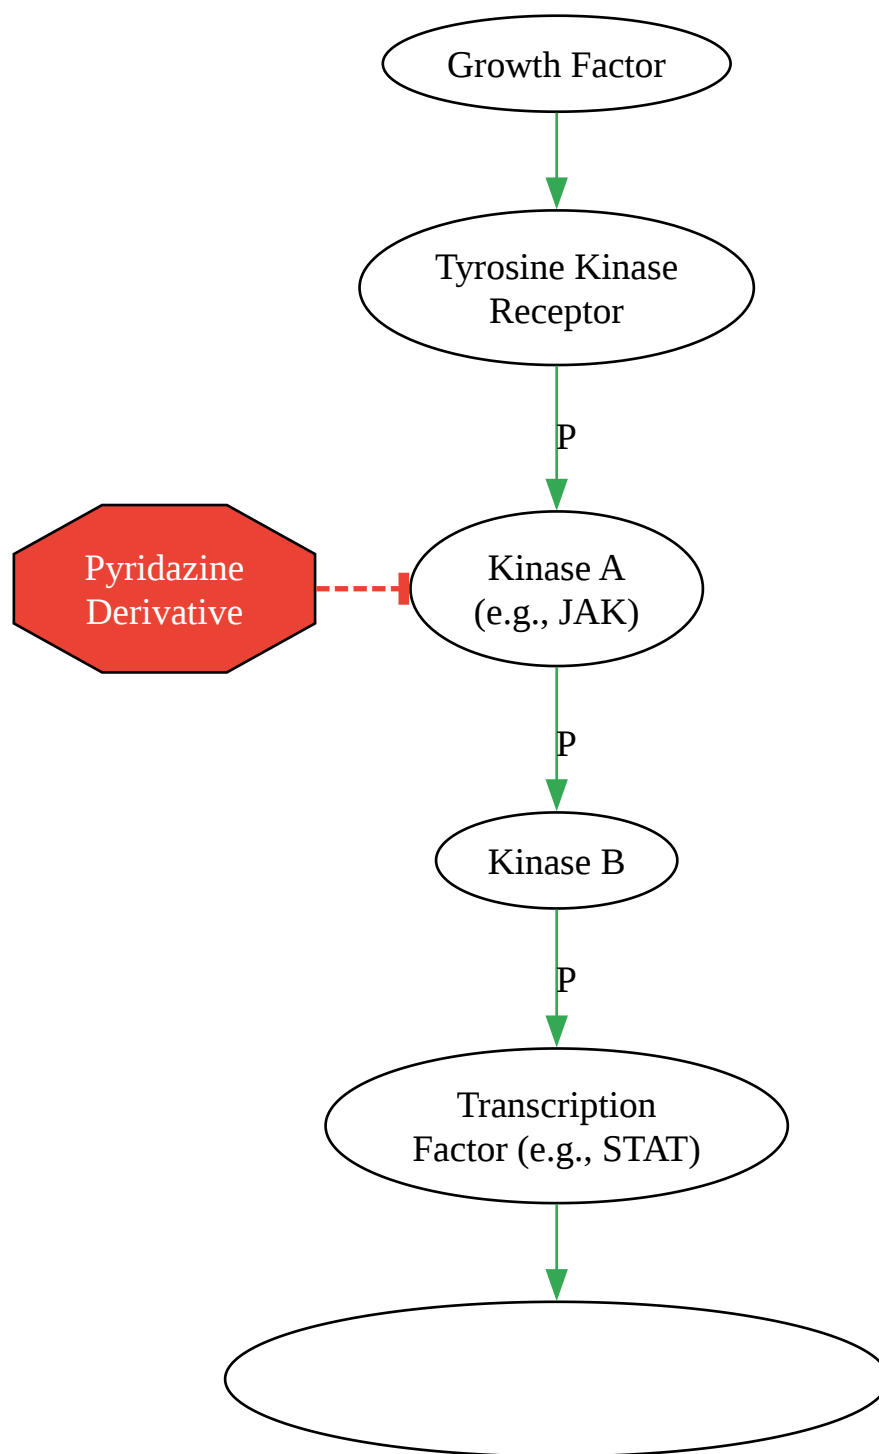 Growth Factor
Tyrosine Kinase
Receptor
P
Pyridazine
Derivative
Kinase A
(e.g., JAK)
P
Kinase B
P
Transcription
Factor (e.g., STAT)